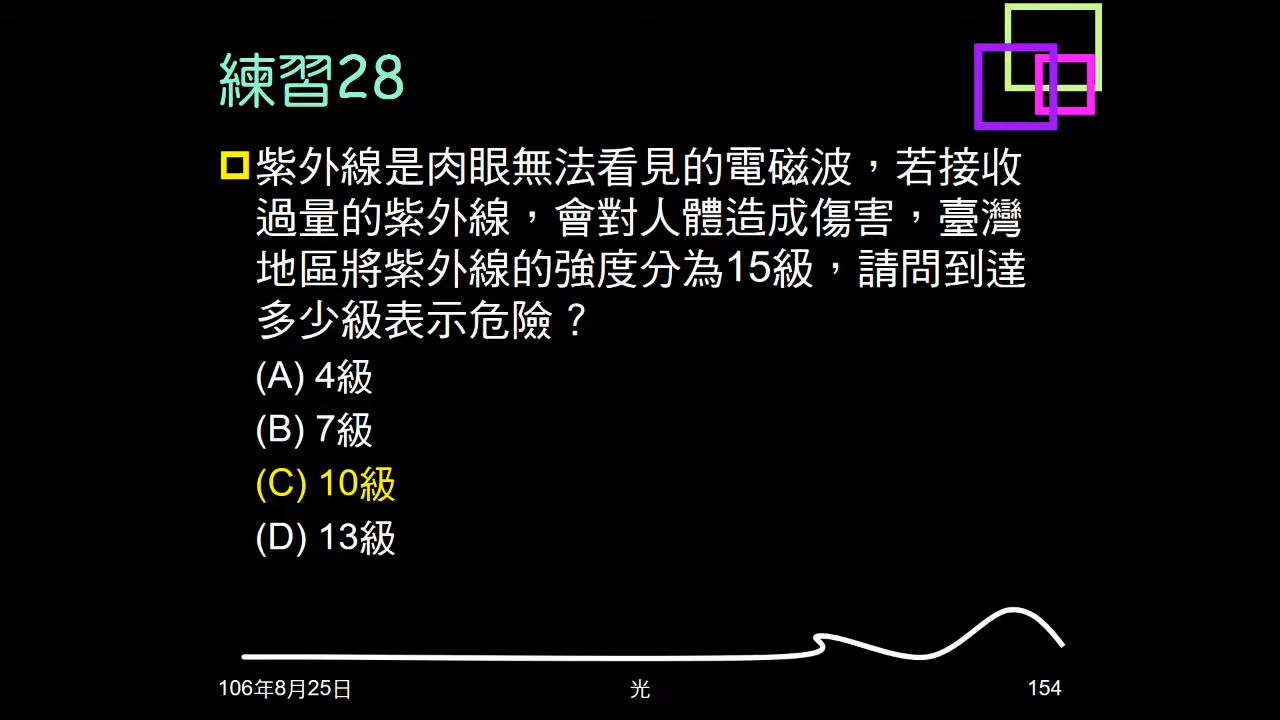 練習28
紫外線是肉眼無法看見的電磁波，若接收
過量的紫外線，會對人體造成傷害，臺灣
地區將紫外線的強度分為15級，請問到達
多少級表示危險？
(A) 4級
(B) 7級
(C) 10級
(D) 13級
106年8月25日
光
154